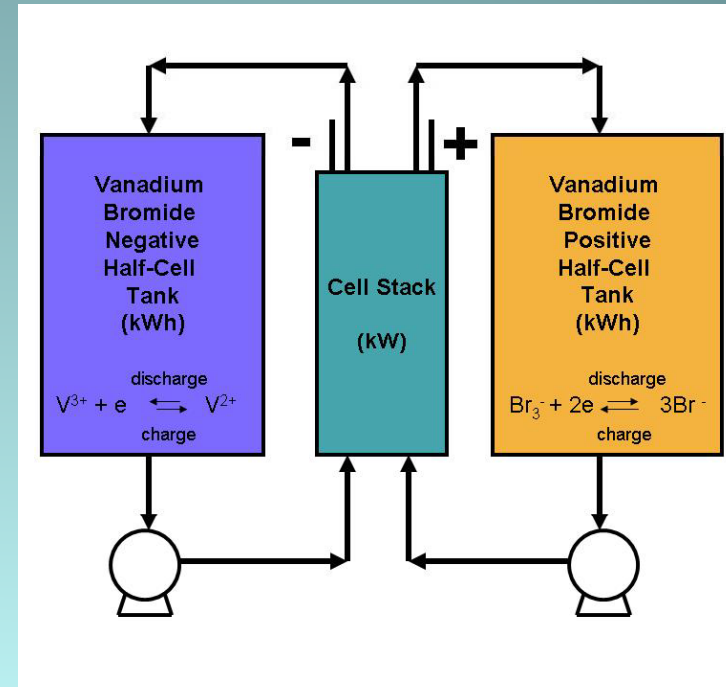 -
+
Vanadium
Bromide
Negative
Half-Cell
Tank
(kWh)
discharge
V³⁺ + e ⇌ V²⁺
charge
Cell Stack
(kW)
Vanadium
Bromide
Positive
Half-Cell
Tank
(kWh)
discharge
Br₃⁻ + 2e ⇌ 3Br⁻
charge